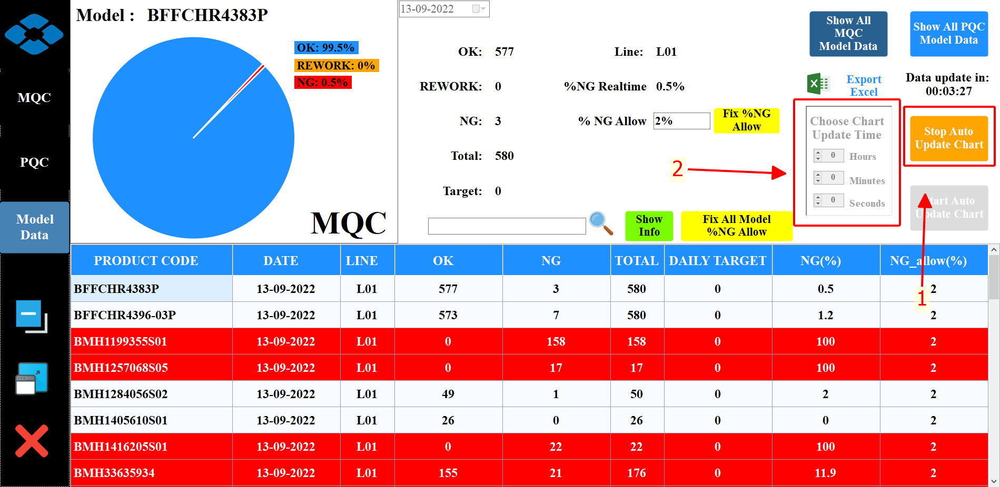 Model : BFFCHR4383P
OK: 99.5%
REWORK: 0%
NG: 0.5%
MQC
MQC
PQC
Model
Data
13-09-2022
OK: 577
Line: L01
REWORK: 0
%NG Realtime 0.5%
NG: 3
% NG Allow 2%
Fix %NG
Allow
Total: 580
Target: 0
Show
Info
Fix All Model
%NG Allow
Show All
MQC
Model Data
Show All PQC
Model Data
Export
Excel
Data update in:
00:03:27
Choose Chart
Update Time
0 Hours
0 Minutes
0 Seconds
Stop Auto
Update Chart
Start Auto
Update Chart
2
1
PRODUCT CODE DATE LINE OK NG TOTAL DAILY TARGET NG(%) NG_allow(%)
BFFCHR4383P 13-09-2022 L01 577 3 580 0 0.5 2
BFFCHR4396-03P 13-09-2022 L01 573 7 580 0 1.2 2
BMH1199355S01 13-09-2022 L01 0 158 158 0 100 2
BMH1257068S05 13-09-2022 L01 0 17 17 0 100 2
BMH1284056S02 13-09-2022 L01 49 1 50 0 2 2
BMH1405610S01 13-09-2022 L01 26 0 26 0 0 2
BMH1416205S01 13-09-2022 L01 0 22 22 0 100 2
BMH33635934 13-09-2022 L01 155 21 176 0 11.9 2